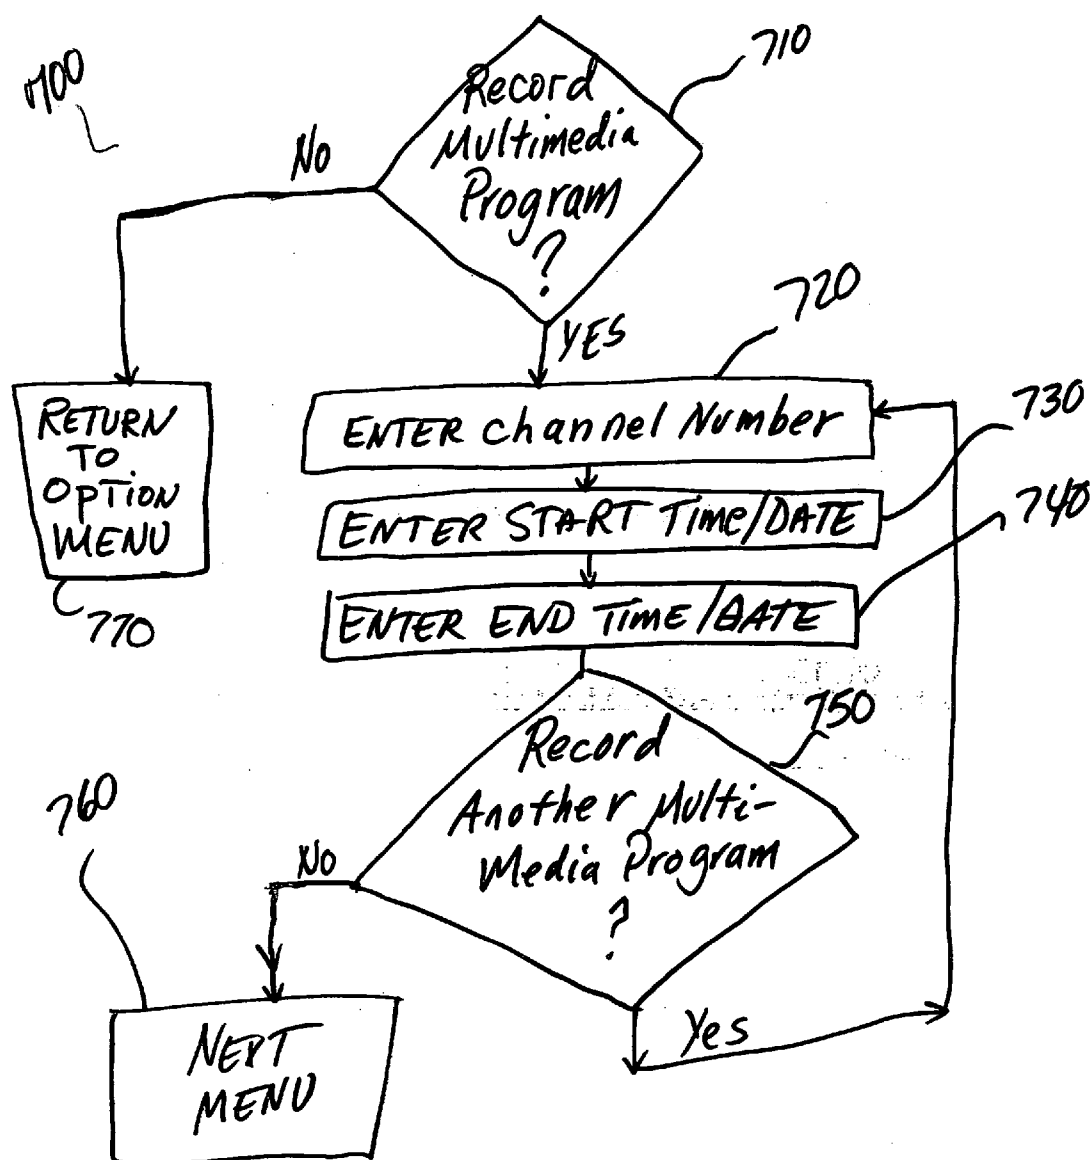 700
710
Record
Multimedia
Program
?
No
YES
720
RETURN
TO
OPTION
MENU
770
ENTER channel Number
730
ENTER START Time/DATE
740
ENTER END Time/DATE
750
Record
Another Multi-
Media Program
?
No
Yes
760
NEXT
MENU